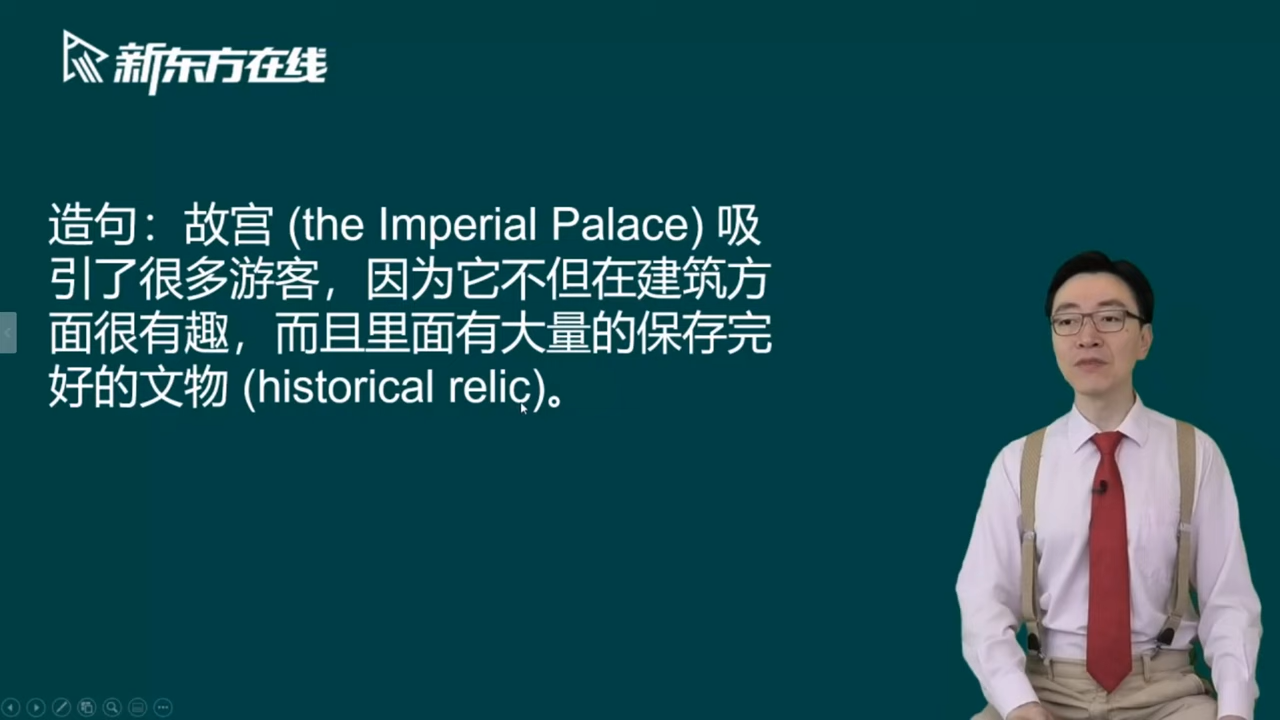 新东方在线
造句：故宫 (the Imperial Palace) 吸
引了很多游客，因为它不但在建筑方
面很有趣，而且里面有大量的保存完
好的文物 (historical relic)。